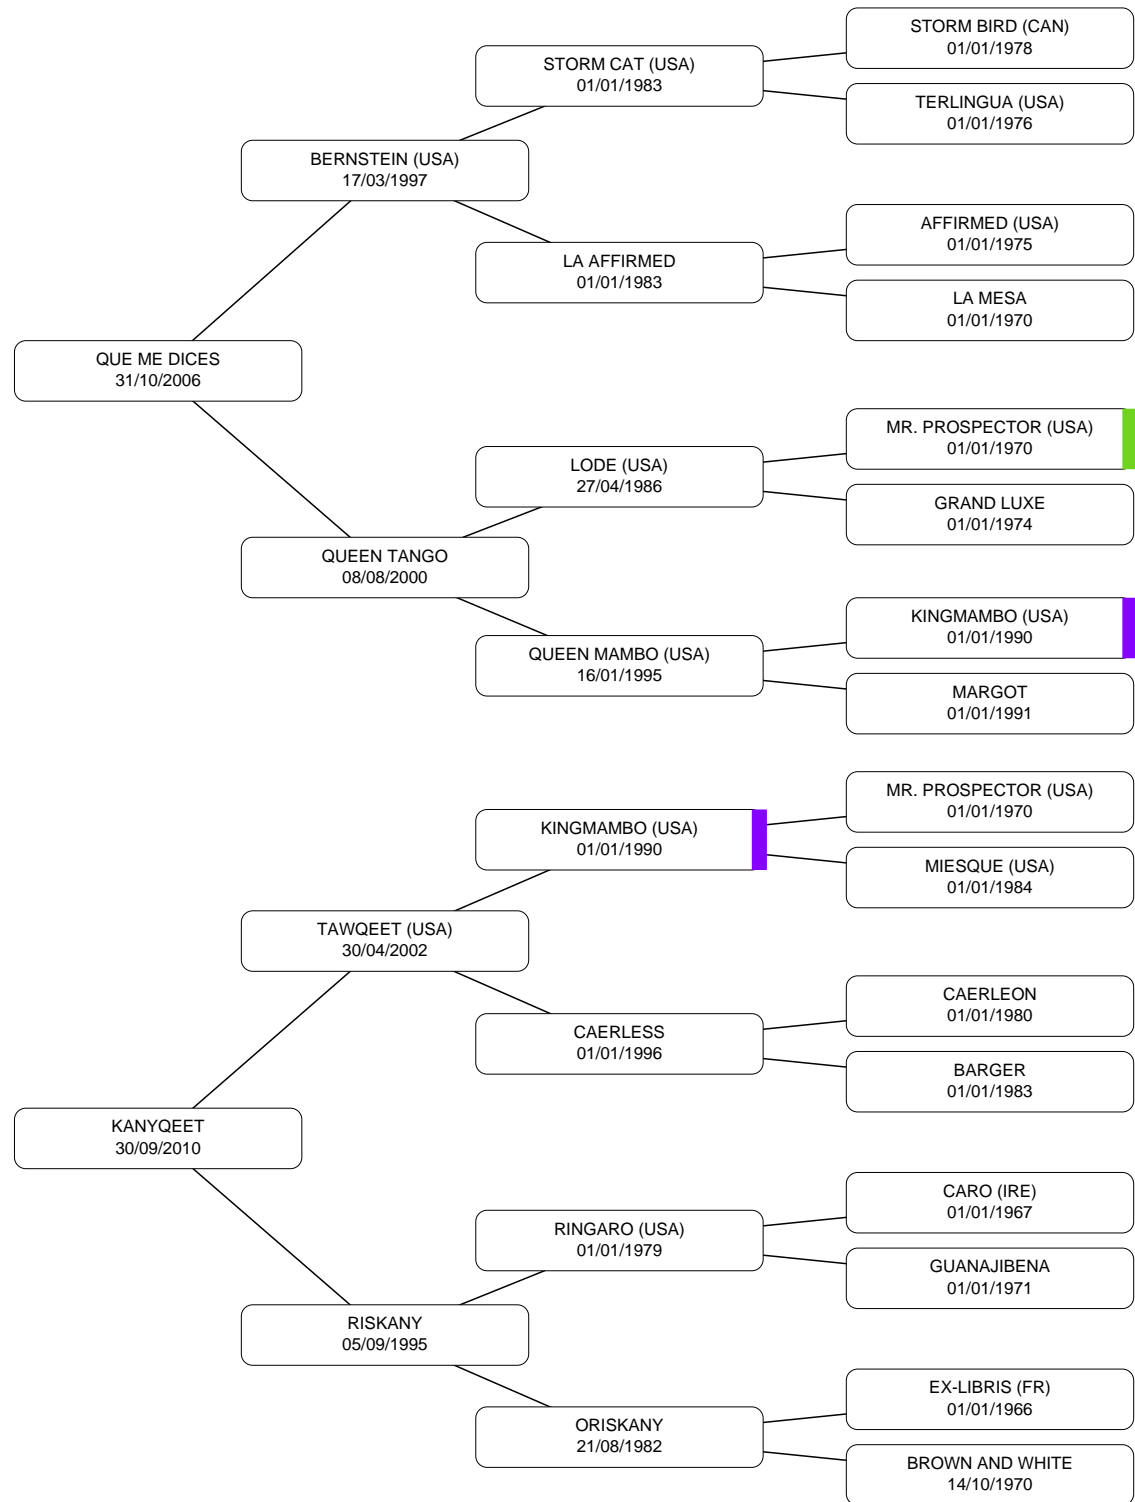 STORM BIRD (CAN)
01/01/1978
STORM CAT (USA)
01/01/1983
TERLINGUA (USA)
01/01/1976
BERNSTEIN (USA)
17/03/1997
AFFIRMED (USA)
01/01/1975
LA AFFIRMED
01/01/1983
LA MESA
01/01/1970
QUE ME DICES
31/10/2006
MR. PROSPECTOR (USA)
01/01/1970
LODE (USA)
27/04/1986
GRAND LUXE
01/01/1974
QUEEN TANGO
08/08/2000
KINGMAMBO (USA)
01/01/1990
QUEEN MAMBO (USA)
16/01/1995
MARGOT
01/01/1991
MR. PROSPECTOR (USA)
01/01/1970
KINGMAMBO (USA)
01/01/1990
MIESQUE (USA)
01/01/1984
TAWQEET (USA)
30/04/2002
CAERLEON
01/01/1980
CAERLESS
01/01/1996
BARGER
01/01/1983
KANYQEET
30/09/2010
CARO (IRE)
01/01/1967
RINGARO (USA)
01/01/1979
GUANAJIBENA
01/01/1971
RISKANY
05/09/1995
EX-LIBRIS (FR)
01/01/1966
ORISKANY
21/08/1982
BROWN AND WHITE
14/10/1970